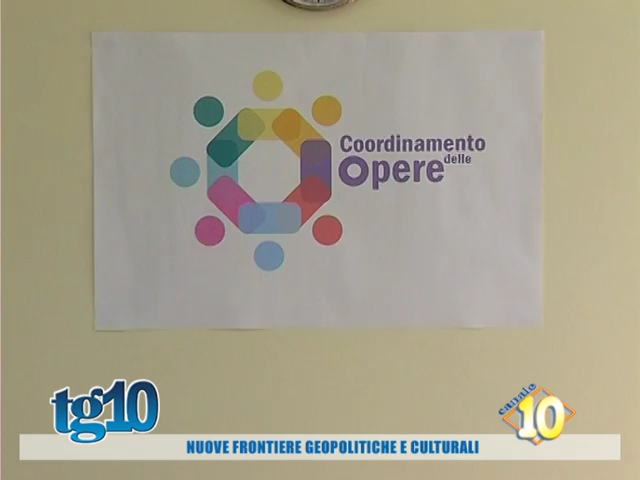 Coordinamento
delle
Opere
tg10
canale
10
NUOVE FRONTIERE GEOPOLITICHE E CULTURALI